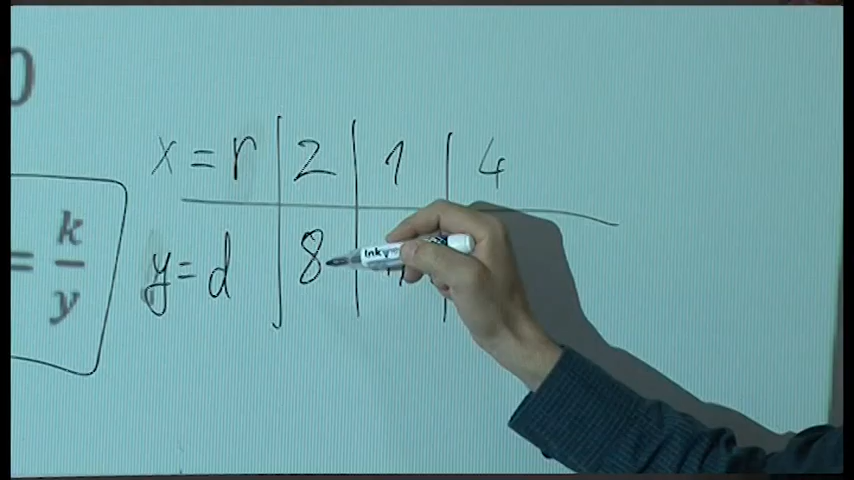 0
x = r | 2 | 1 | 4
= k/y
y = d | 8 |
Inky